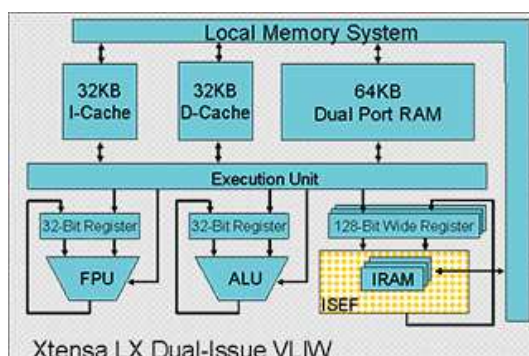 Local Memory System
32KB
I-Cache
32KB
D-Cache
64KB
Dual Port RAM
Execution Unit
32-Bit Register
32-Bit Register
128-Bit Wide Register
FPU
ALU
IRAM
ISEF
Xtensa LX Dual-Issue VLIW